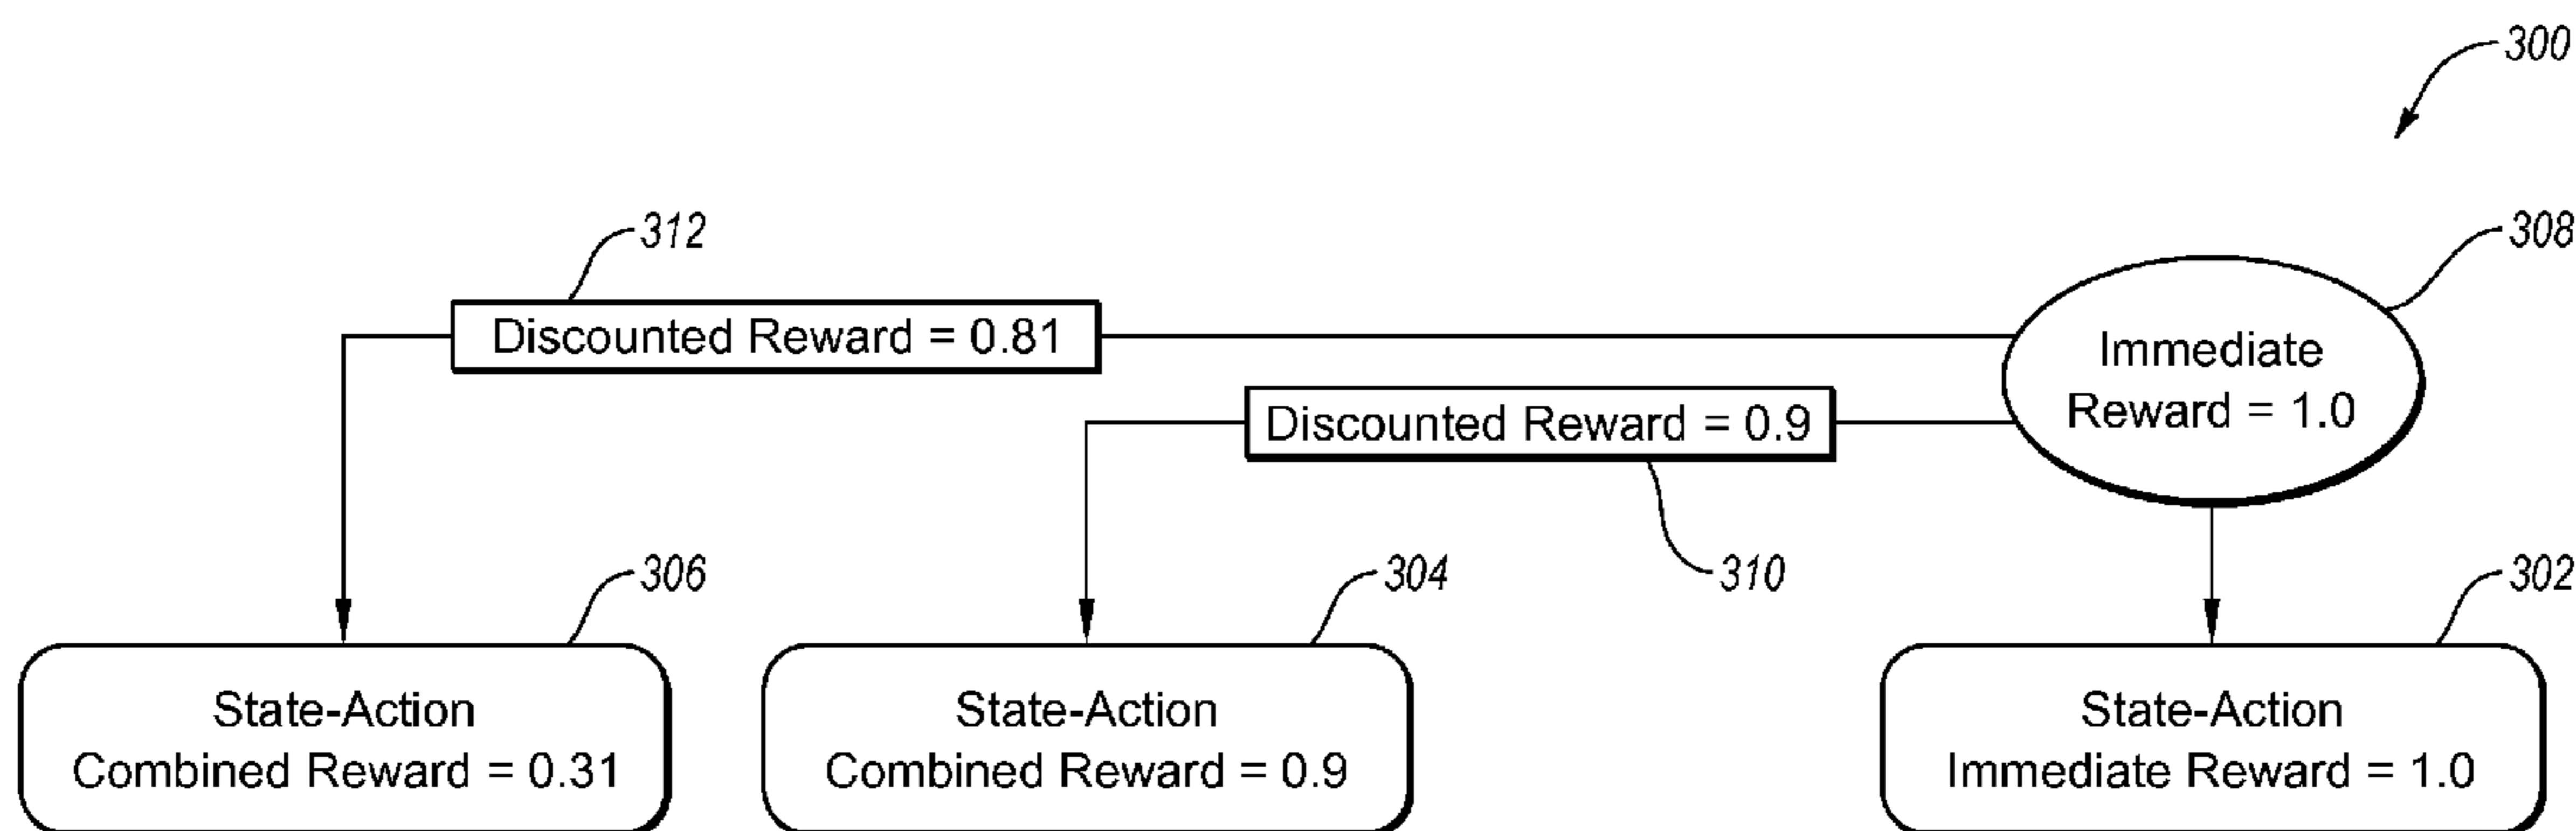 300
312
308
Discounted Reward = 0.81
Immediate
Reward = 1.0
Discounted Reward = 0.9
306
304
310
302
State-Action
Combined Reward = 0.31
State-Action
Combined Reward = 0.9
State-Action
Immediate Reward = 1.0